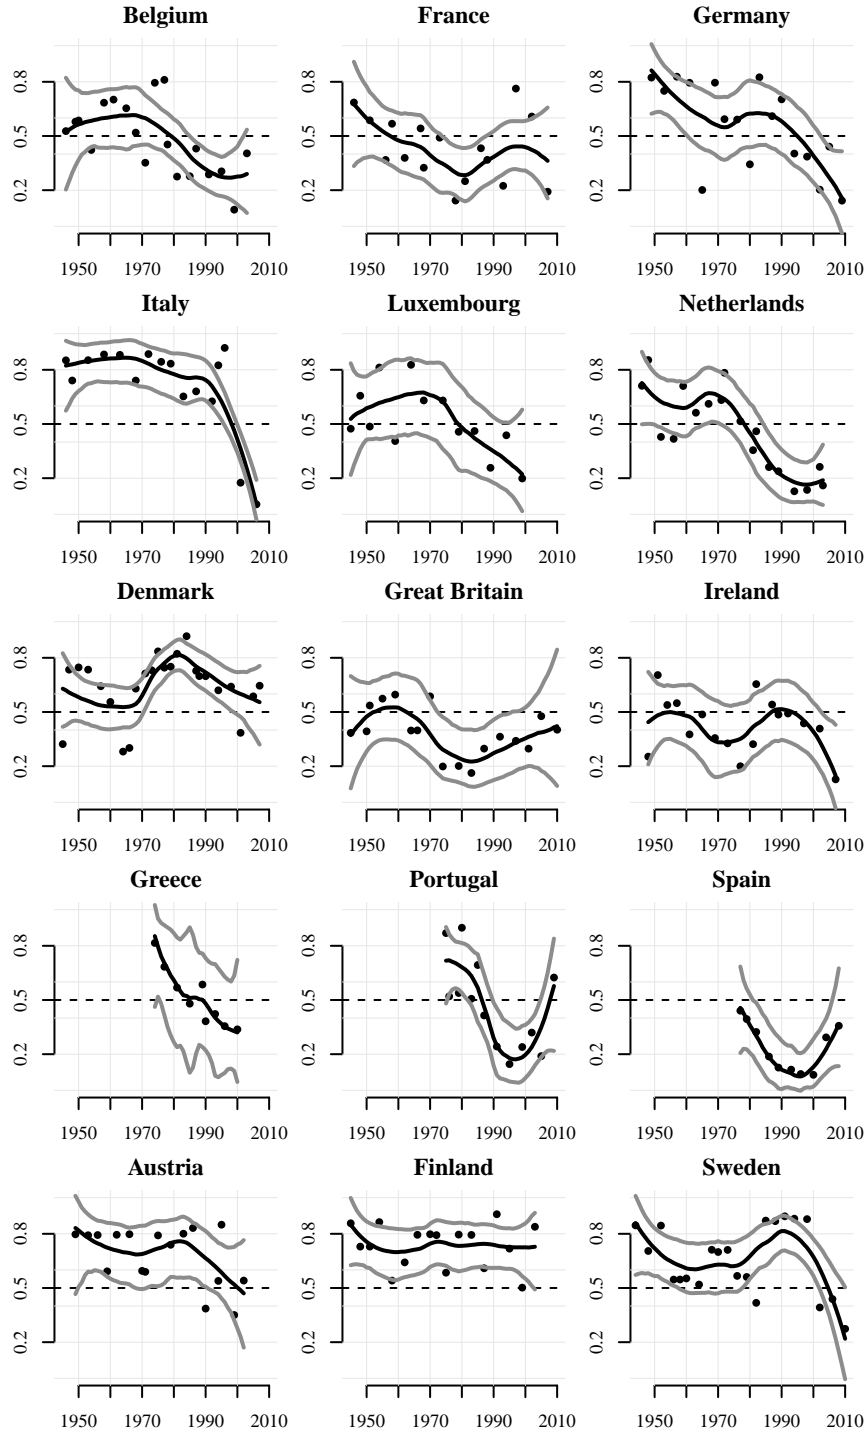 Belgium France Germany
0.8 0.8 0.8
0.5 0.5 0.5
0.2 0.2 0.2
1950 1970 1990 2010 1950 1970 1990 2010 1950 1970 1990 2010
Italy Luxembourg Netherlands
0.8 0.8 0.8
0.5 0.5 0.5
0.2 0.2 0.2
1950 1970 1990 2010 1950 1970 1990 2010 1950 1970 1990 2010
Denmark Great Britain Ireland
0.8 0.8 0.8
0.5 0.5 0.5
0.2 0.2 0.2
1950 1970 1990 2010 1950 1970 1990 2010 1950 1970 1990 2010
Greece Portugal Spain
0.8 0.8 0.8
0.5 0.5 0.5
0.2 0.2 0.2
1950 1970 1990 2010 1950 1970 1990 2010 1950 1970 1990 2010
Austria Finland Sweden
0.8 0.8 0.8
0.5 0.5 0.5
0.2 0.2 0.2
1950 1970 1990 2010 1950 1970 1990 2010 1950 1970 1990 2010